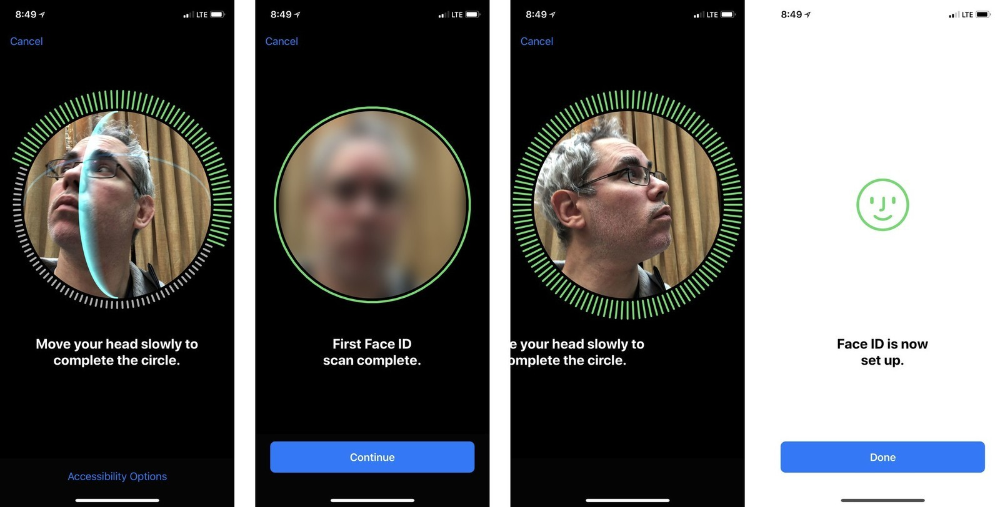 8:49 LTE
Cancel
Move your head slowly to
complete the circle.
Accessibility Options
8:49 LTE
Cancel
First Face ID
scan complete.
Continue
8:49 LTE
Cancel
e your head slowly to
omplete the circle.
8:49 LTE
Face ID is now
set up.
Done